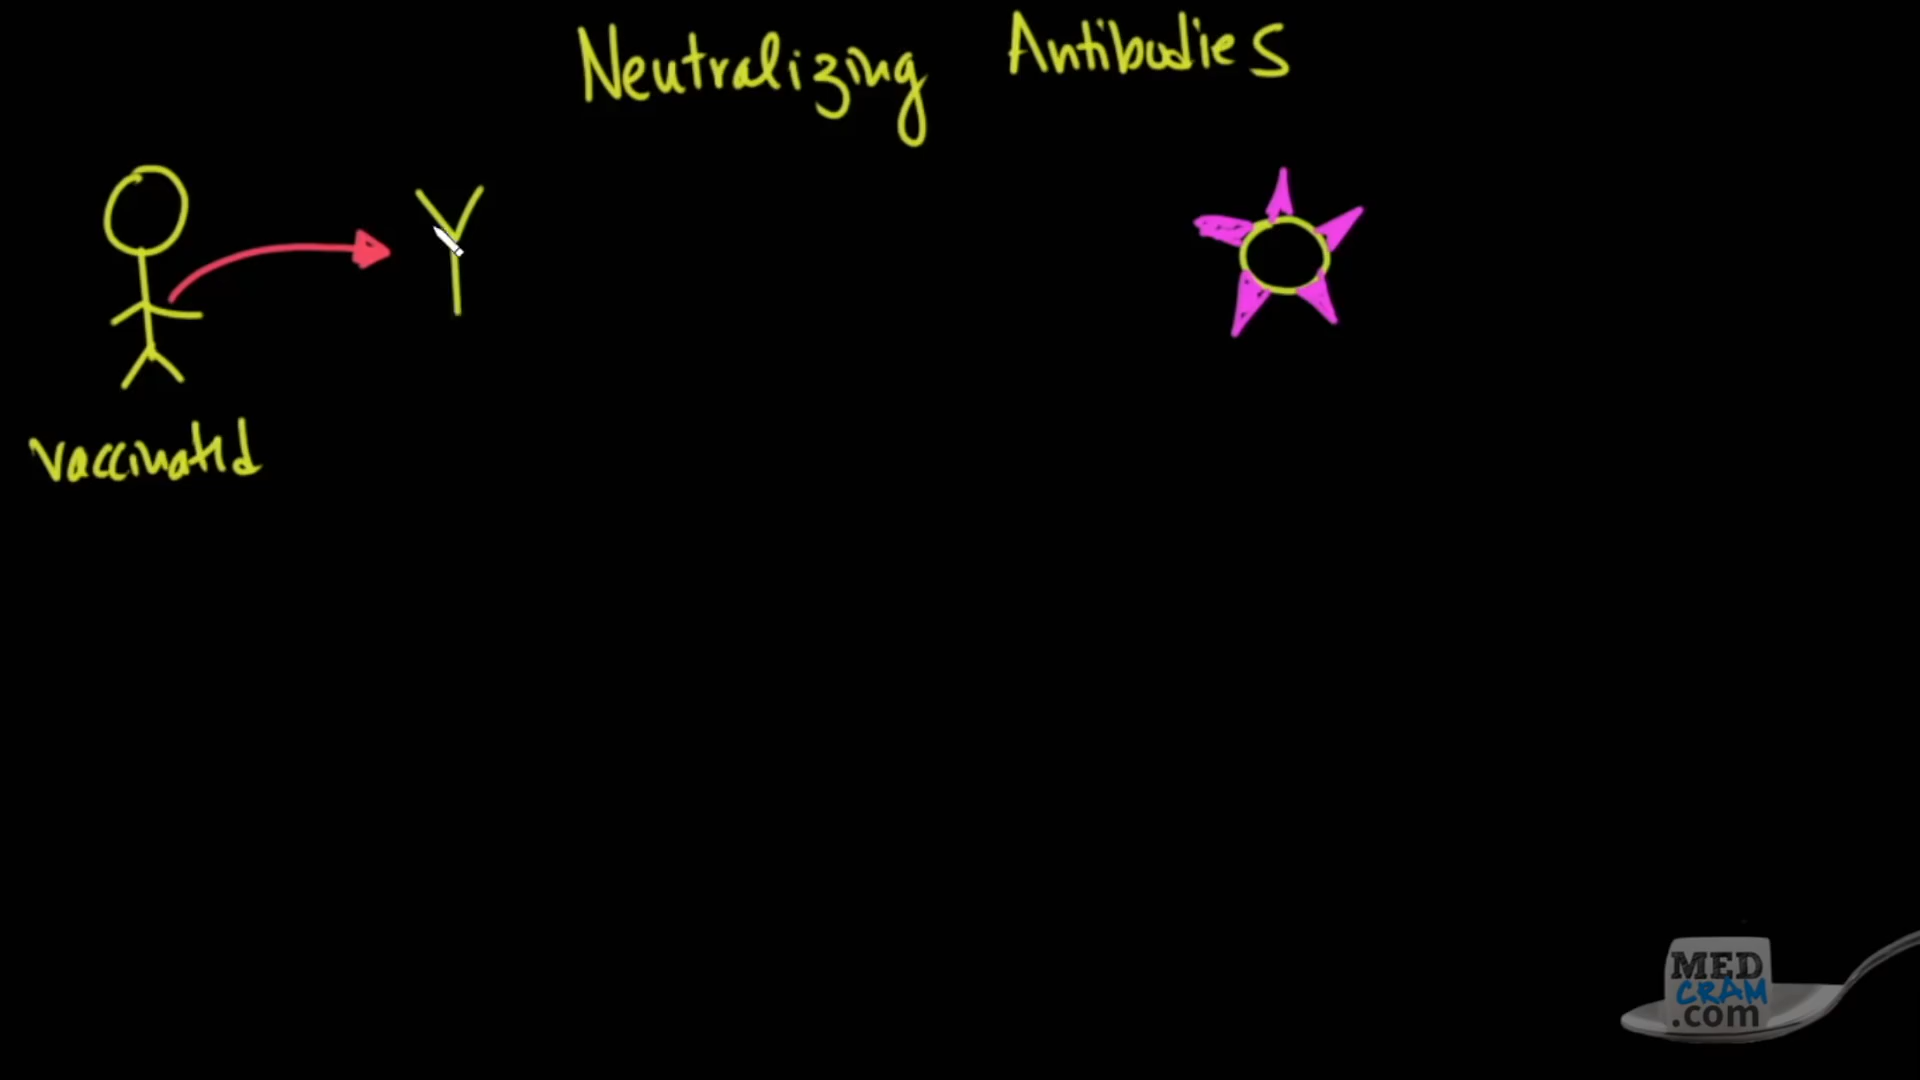 Neutralizing Antibodies
Y
vaccinated
MED
CRAM
.com